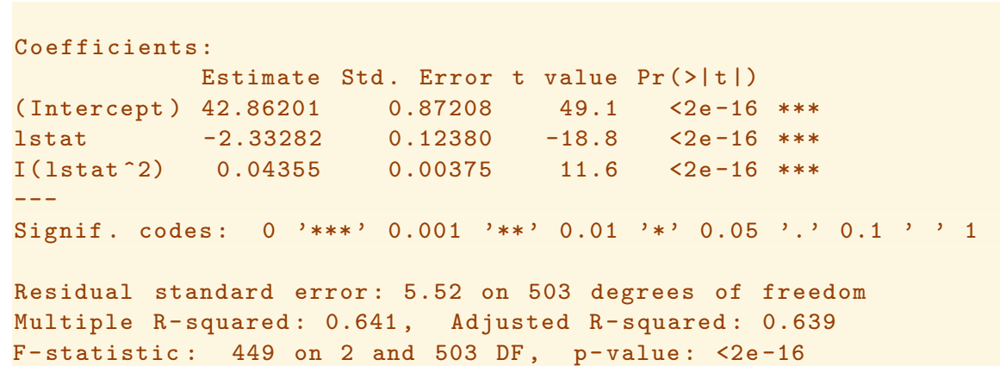 Coefficients:
            Estimate Std. Error t value Pr(>|t|)
(Intercept) 42.86201    0.87208    49.1   <2e-16 ***
lstat       -2.33282    0.12380   -18.8   <2e-16 ***
I(lstat^2)   0.04355    0.00375    11.6   <2e-16 ***
---
Signif. codes:  0 '***' 0.001 '**' 0.01 '*' 0.05 '.' 0.1 ' ' 1
Residual standard error: 5.52 on 503 degrees of freedom
Multiple R-squared: 0.641,  Adjusted R-squared: 0.639
F-statistic:  449 on 2 and 503 DF,  p-value: <2e-16